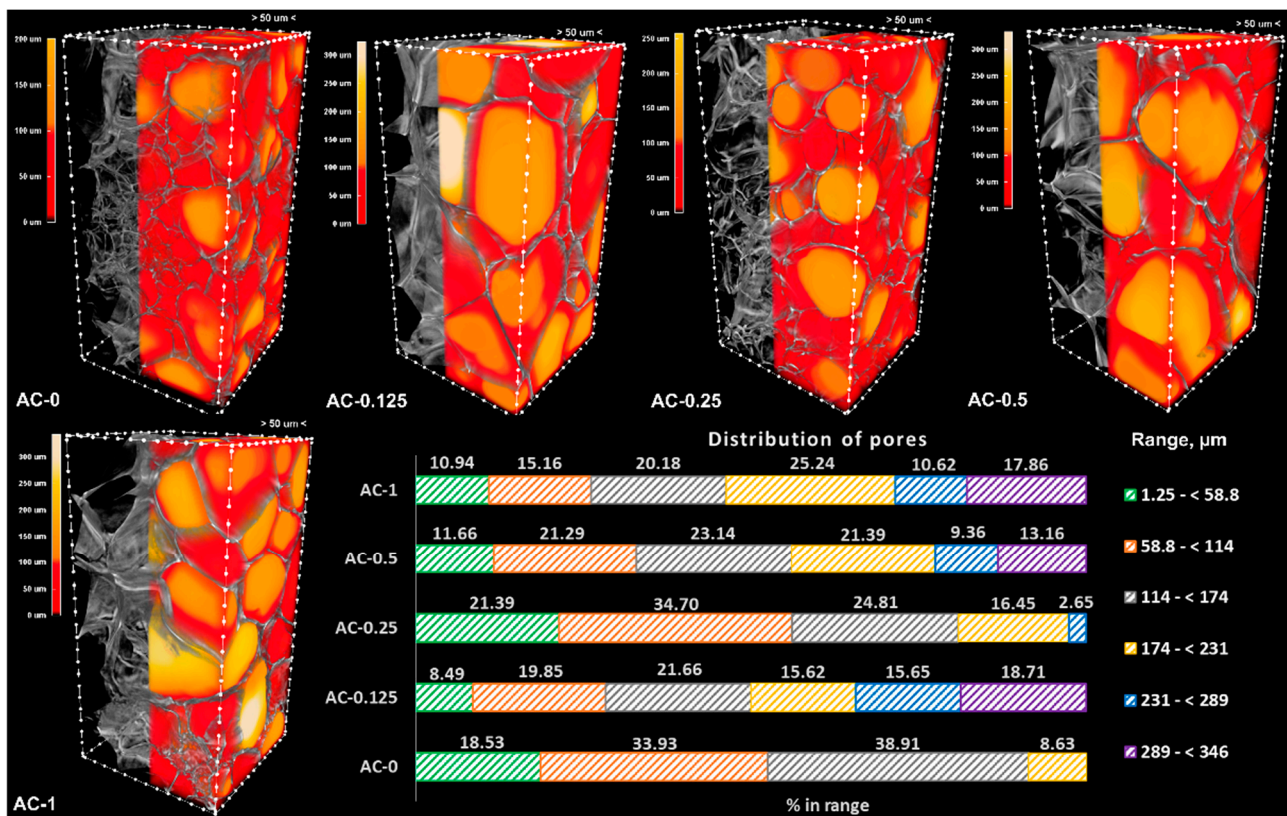 > 50 um <
200 um
150 um
100 um
50 um
0 um
AC-0
> 50 um <
300 um
250 um
200 um
150 um
100 um
50 um
0 um
AC-0.125
> 50 um <
250 um
200 um
150 um
100 um
50 um
0 um
AC-0.25
> 50 um <
300 um
250 um
200 um
150 um
100 um
50 um
0 um
AC-0.5
> 50 um <
300 um
250 um
200 um
150 um
100 um
50 um
0 um
AC-1
Distribution of pores
10.94 15.16 20.18 25.24 10.62 17.86
AC-1
11.66 21.29 23.14 21.39 9.36 13.16
AC-0.5
21.39 34.70 24.81 16.45 2.65
AC-0.25
8.49 19.85 21.66 15.62 15.65 18.71
AC-0.125
18.53 33.93 38.91 8.63
AC-0
% in range
Range, µm
1.25 - < 58.8
58.8 - < 114
114 - < 174
174 - < 231
231 - < 289
289 - < 346